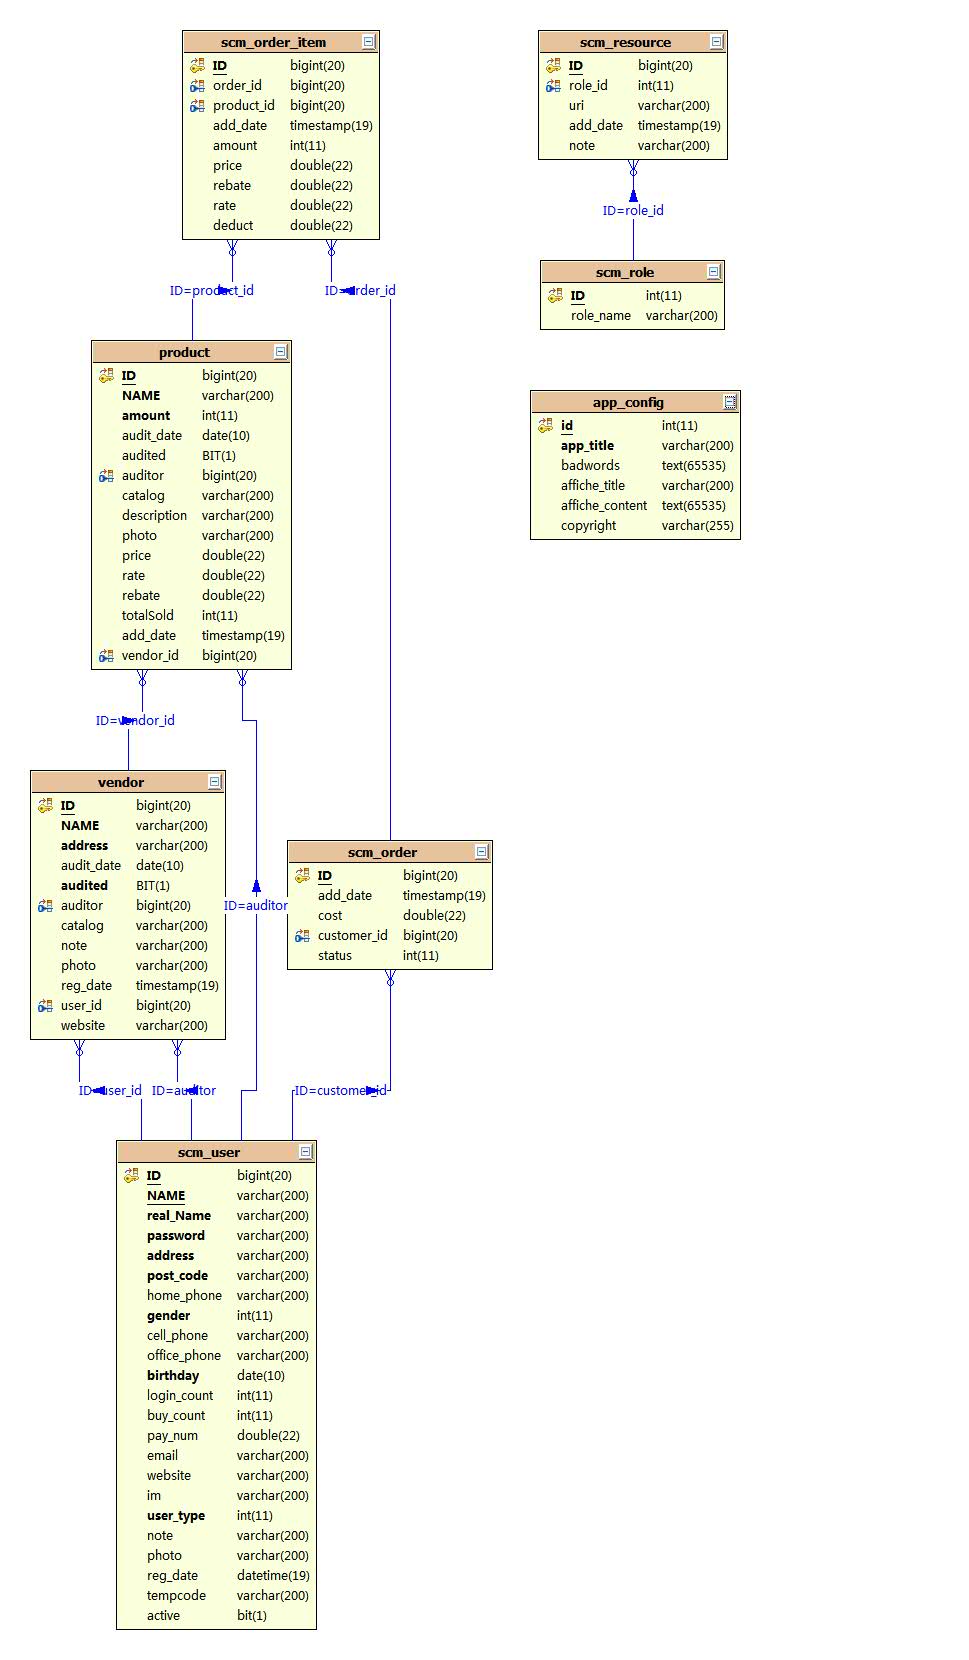 scm_order_item
ID bigint(20)
order_id bigint(20)
product_id bigint(20)
add_date timestamp(19)
amount int(11)
price double(22)
rebate double(22)
rate double(22)
deduct double(22)
scm_resource
ID bigint(20)
role_id int(11)
uri varchar(200)
add_date timestamp(19)
note varchar(200)
ID=role_id
scm_role
ID int(11)
role_name varchar(200)
ID=product_id
ID=order_id
product
ID bigint(20)
NAME varchar(200)
amount int(11)
audit_date date(10)
audited BIT(1)
auditor bigint(20)
catalog varchar(200)
description varchar(200)
photo varchar(200)
price double(22)
rate double(22)
rebate double(22)
totalSold int(11)
add_date timestamp(19)
vendor_id bigint(20)
app_config
id int(11)
app_title varchar(200)
badwords text(65535)
affiche_title varchar(200)
affiche_content text(65535)
copyright varchar(255)
ID=vendor_id
vendor
ID bigint(20)
NAME varchar(200)
address varchar(200)
audit_date date(10)
audited BIT(1)
auditor bigint(20)
catalog varchar(200)
note varchar(200)
photo varchar(200)
reg_date timestamp(19)
user_id bigint(20)
website varchar(200)
ID=auditor
scm_order
ID bigint(20)
add_date timestamp(19)
cost double(22)
customer_id bigint(20)
status int(11)
ID=user_id
ID=auditor
ID=customer_id
scm_user
ID bigint(20)
NAME varchar(200)
real_Name varchar(200)
password varchar(200)
address varchar(200)
post_code varchar(200)
home_phone varchar(200)
gender int(11)
cell_phone varchar(200)
office_phone varchar(200)
birthday date(10)
login_count int(11)
buy_count int(11)
pay_num double(22)
email varchar(200)
website varchar(200)
im varchar(200)
user_type int(11)
note varchar(200)
photo varchar(200)
reg_date datetime(19)
tempcode varchar(200)
active bit(1)